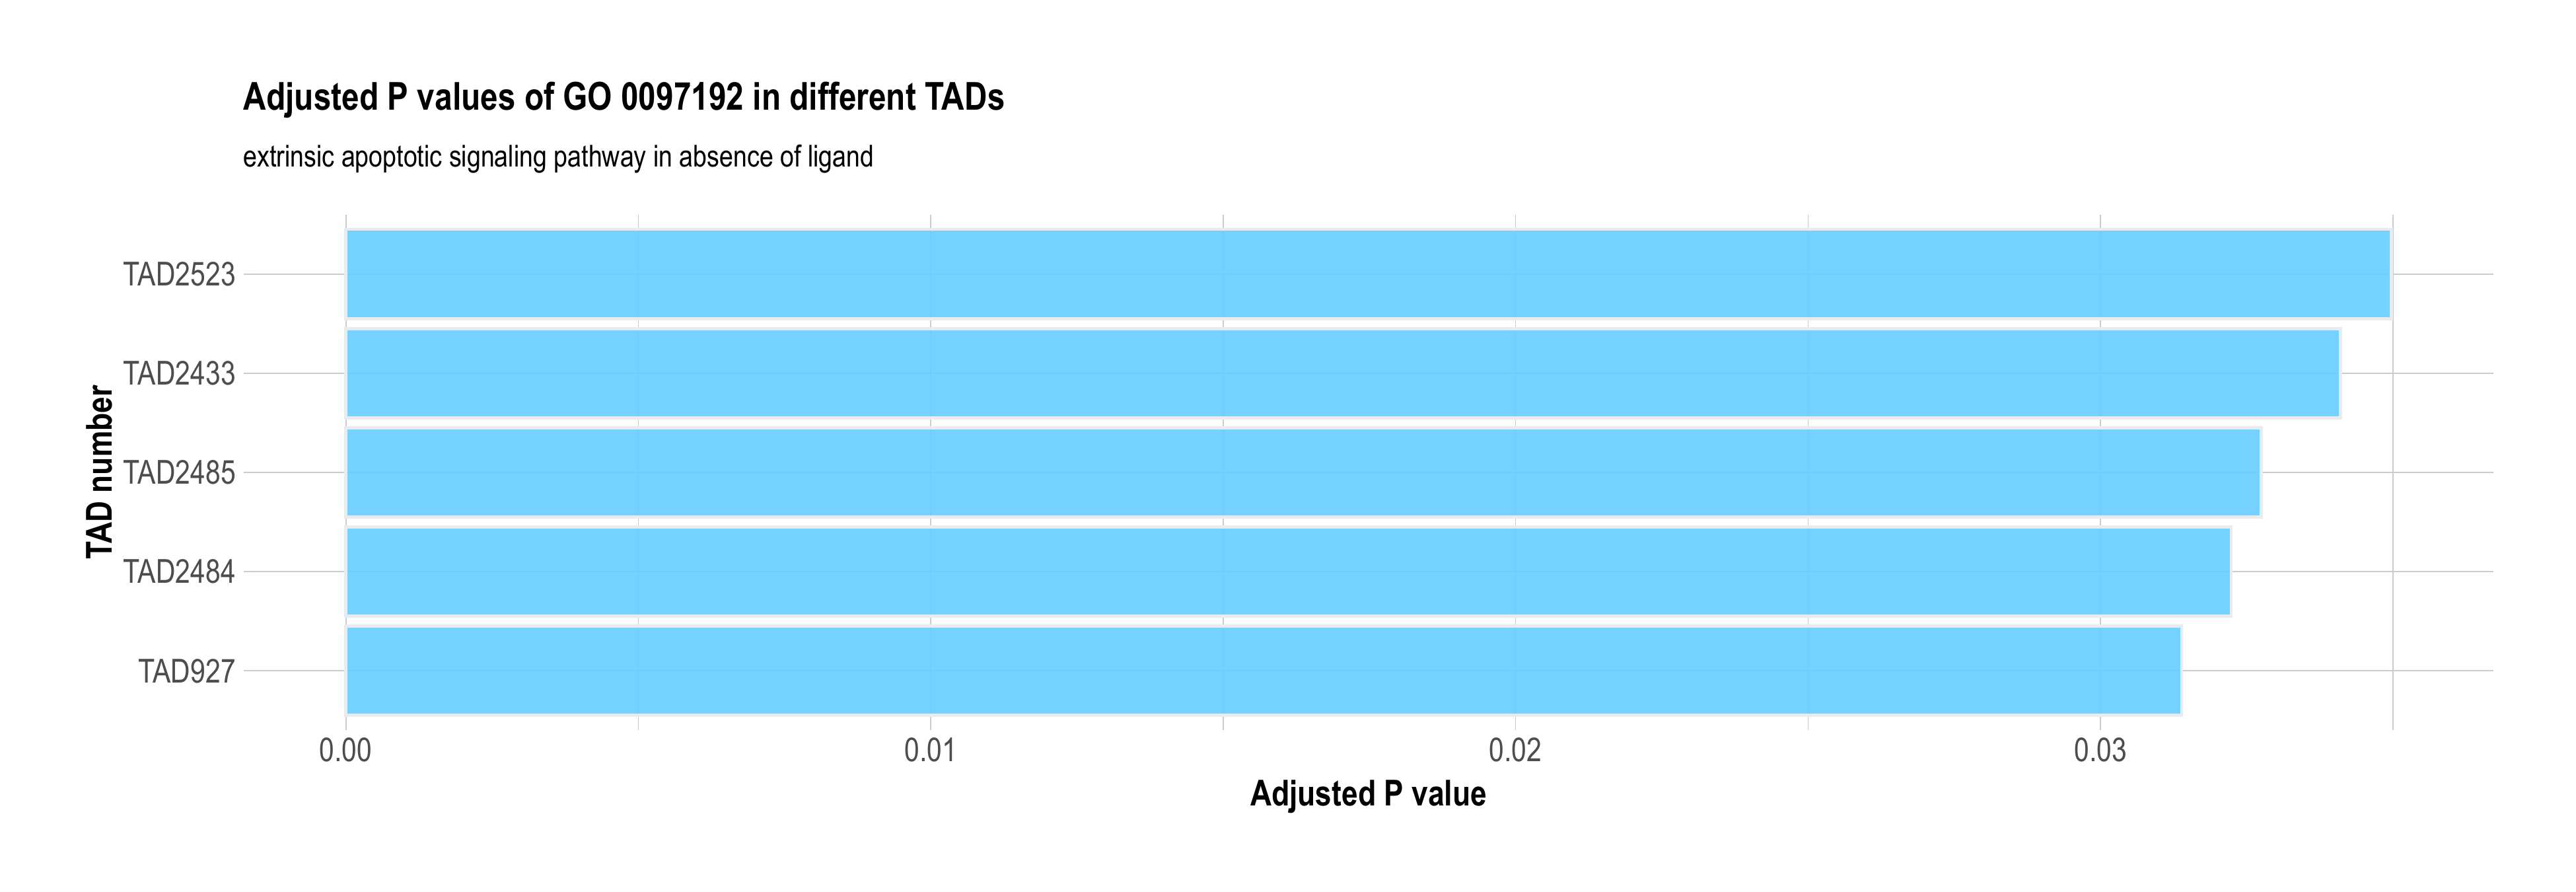 Adjusted P values of GO 0097192 in different TADs
extrinsic apoptotic signaling pathway in absence of ligand
TAD number
TAD2523
TAD2433
TAD2485
TAD2484
TAD927
0.00 0.01 0.02 0.03
Adjusted P value